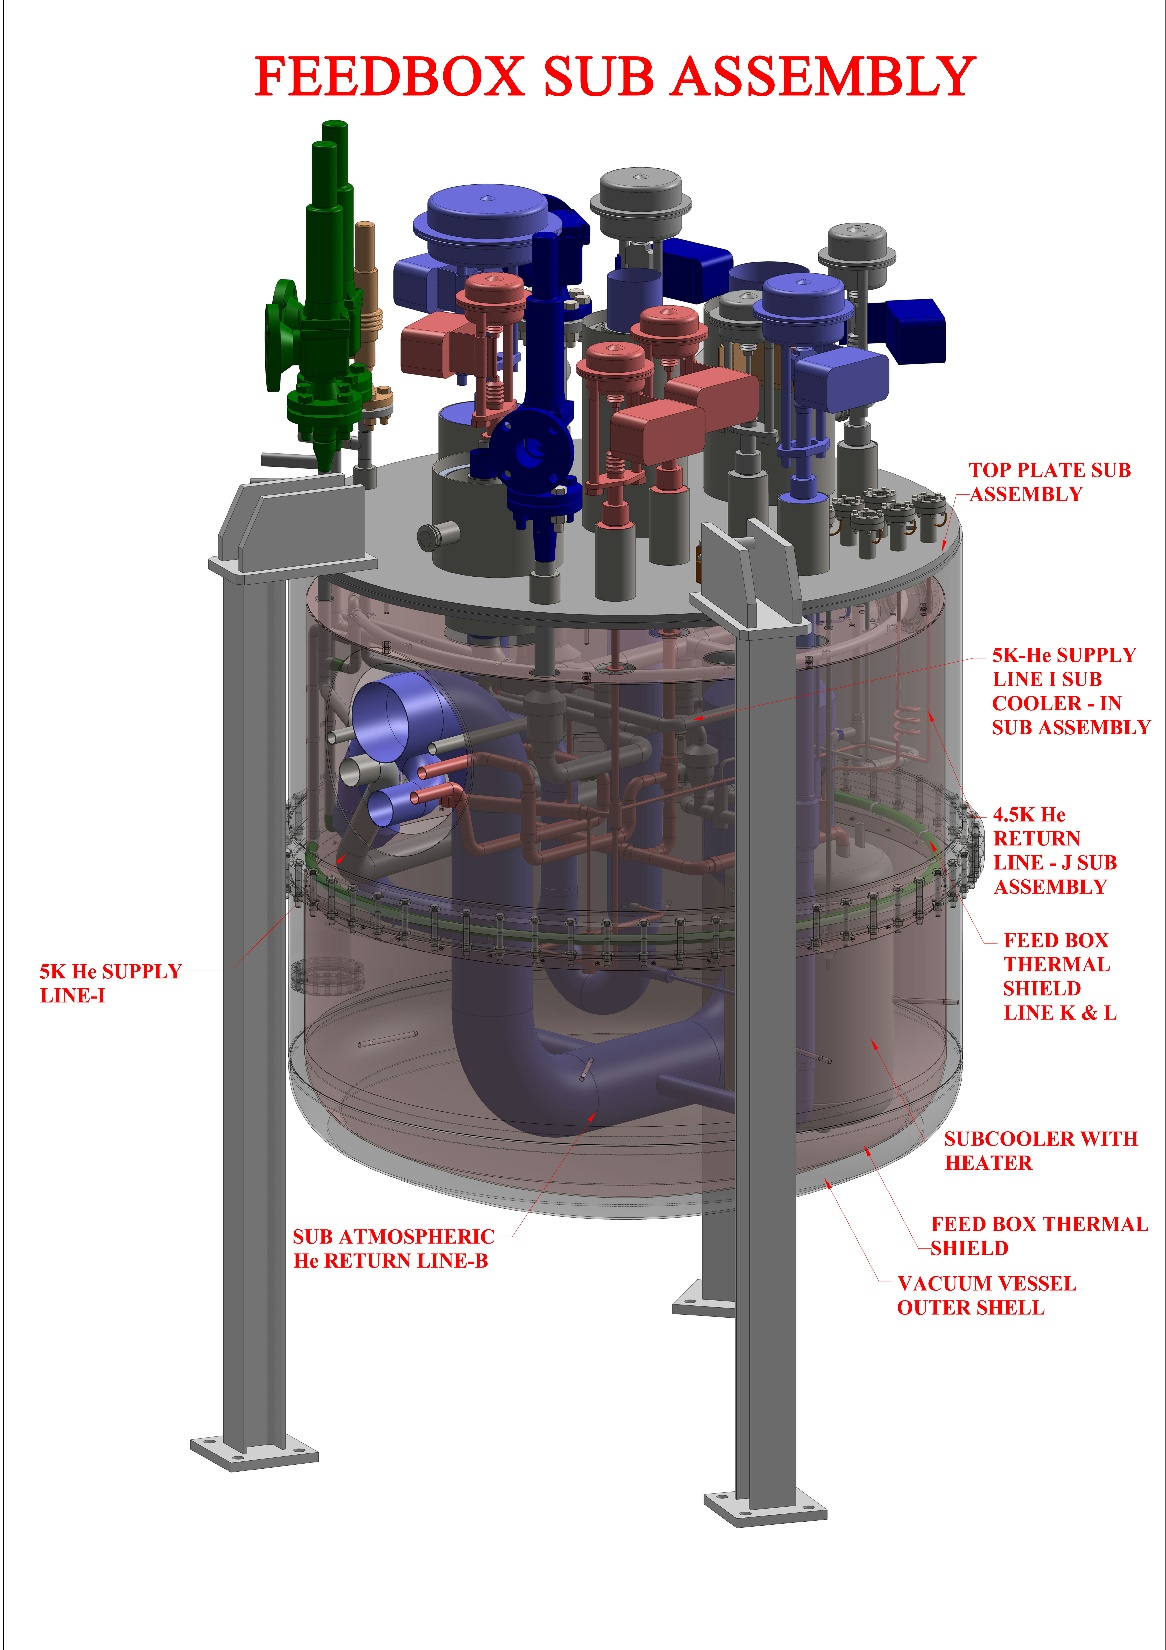 FEEDBOX SUB ASSEMBLY
TOP PLATE SUB
ASSEMBLY
5K-He SUPPLY
LINE I SUB
COOLER - IN
SUB ASSEMBLY
4.5K He
RETURN
LINE - J SUB
ASSEMBLY
FEED BOX
THERMAL
SHIELD
LINE K & L
5K He SUPPLY
LINE-I
SUBCOOLER WITH
HEATER
FEED BOX THERMAL
SHIELD
SUB ATMOSPHERIC
He RETURN LINE-B
VACUUM VESSEL
OUTER SHELL